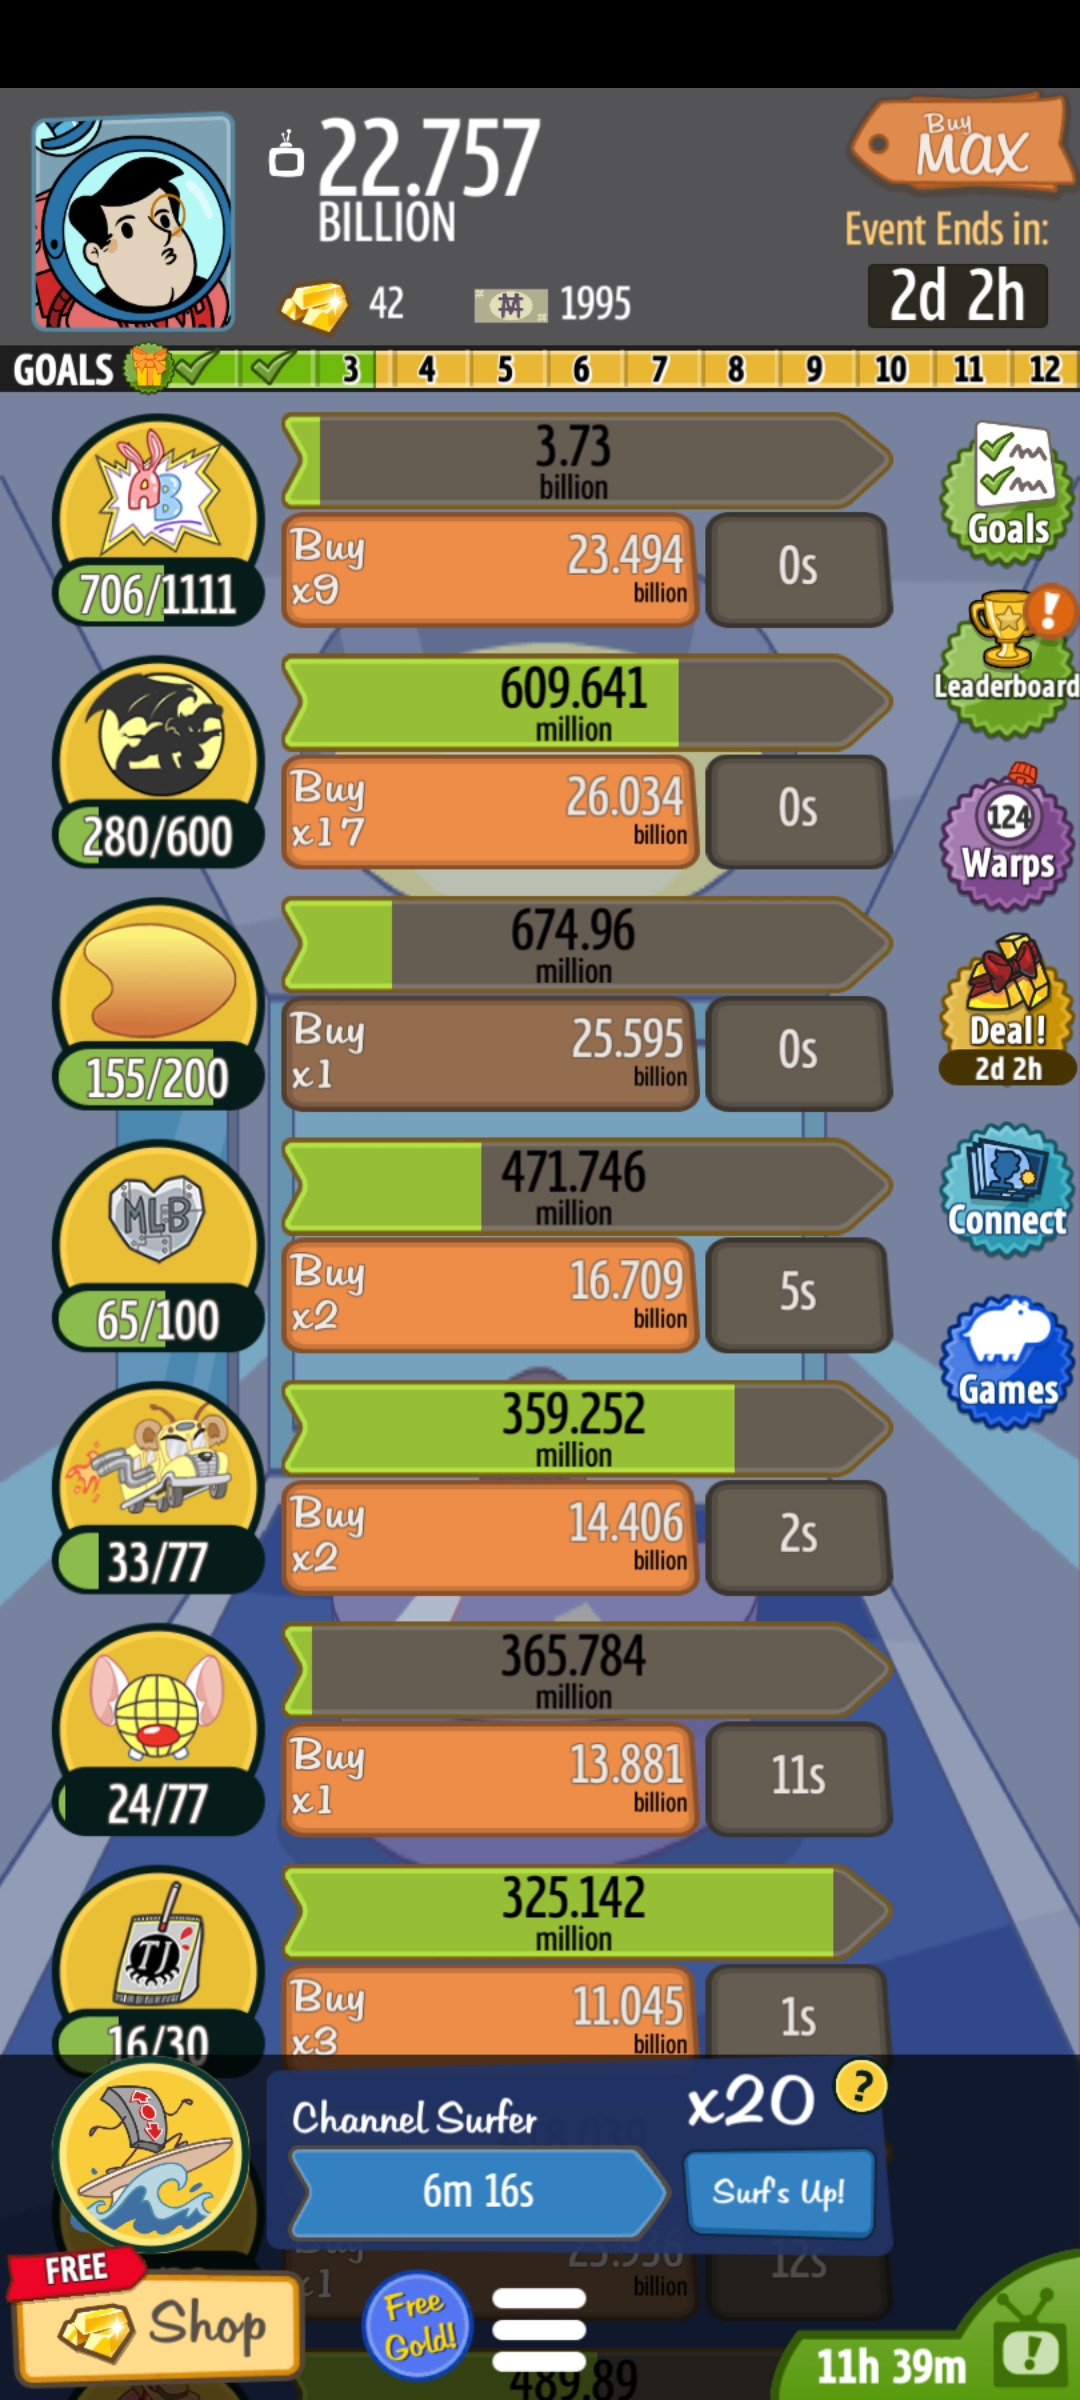 22.757
BILLION
Buy
MAX
Event Ends in:
2d 2h
42
1995
GOALS 3 4 5 6 7 8 9 10 11 12
AB
3.73
billion
706/1111
Buy
x9
23.494
billion
0s
Goals
609.641
million
280/600
Buy
x17
26.034
billion
0s
!
Leaderboard
124
Warps
674.96
million
155/200
Buy
x1
25.595
billion
0s
Deal!
2d 2h
MLB
471.746
million
65/100
Buy
x2
16.709
billion
5s
Connect
Games
359.252
million
33/77
Buy
x2
14.406
billion
2s
365.784
million
24/77
Buy
x1
13.881
billion
11s
TJ
325.142
million
16/30
Buy
x3
11.045
billion
1s
Channel Surfer
x20
?
6m 16s
Surf's Up!
Buy
x1
23.936
billion
12s
FREE
Shop
Free
Gold!
489.89
11h 39m
!